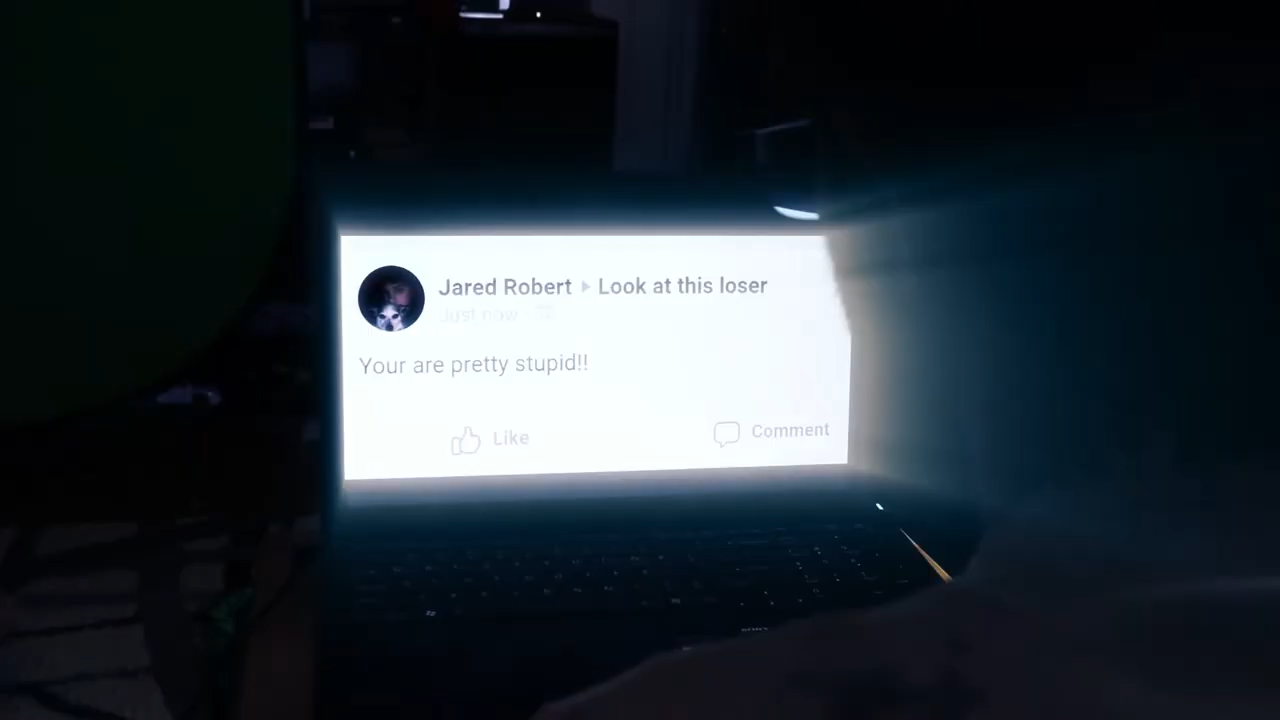 Jared Robert ▸ Look at this loser
Just now
Your are pretty stupid!!
Like
Comment